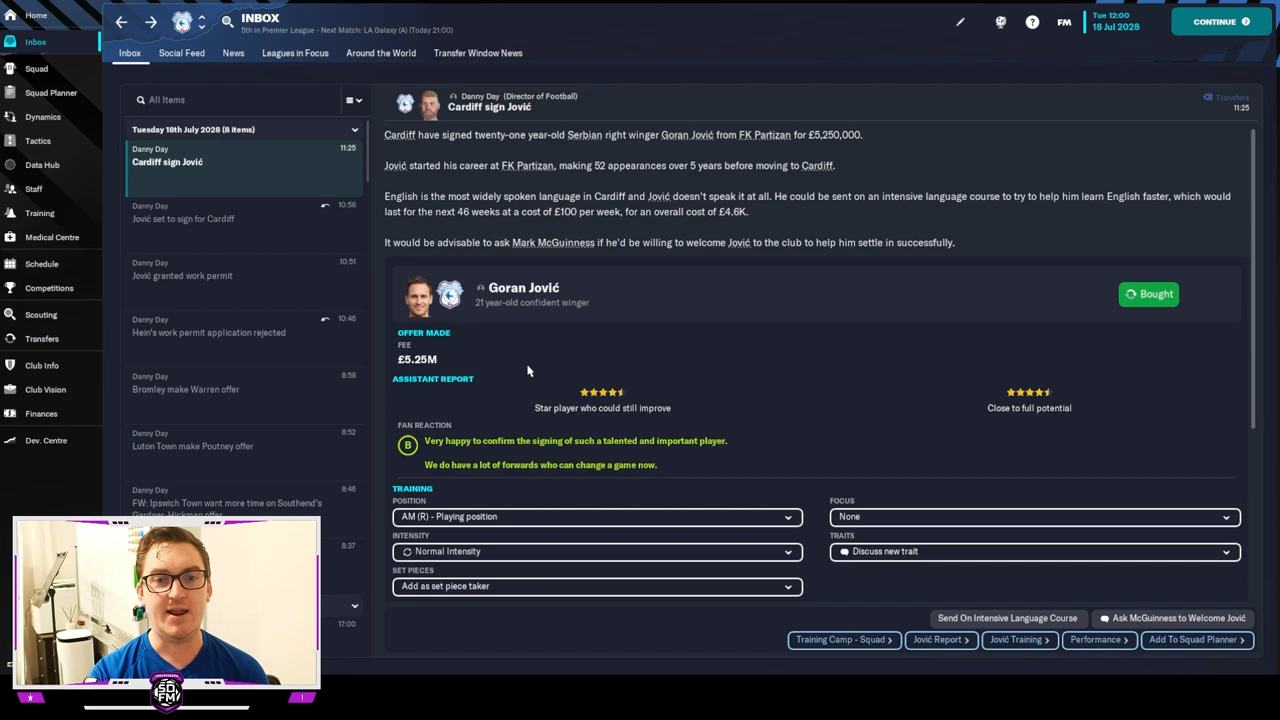 Home
Inbox
Squad
Squad Planner
Dynamics
Tactics
Data Hub
Staff
Training
Medical Centre
Schedule
Competitions
Scouting
Transfers
Club Info
Club Vision
Finances
Dev. Centre
INBOX
5th in Premier League - Next Match: LA Galaxy (A) (Today 21:00)
FM
Tue 12:00
18 Jul 2028
CONTINUE
Inbox
Social Feed
News
Leagues in Focus
Around the World
Transfer Window News
All Items
Tuesday 18th July 2028 (8 items)
Danny Day
11:25
Cardiff sign Jović
Danny Day
10:58
Jović set to sign for Cardiff
Danny Day
10:51
Jović granted work permit
Danny Day
10:46
Hein's work permit application rejected
Danny Day
8:58
Bromley make Warren offer
Danny Day
8:52
Luton Town make Poutney offer
Danny Day
8:46
FW: Ipswich Town want more time on Southend's
Gardner-Hickman offer
8:37
17:00
Danny Day (Director of Football)
Cardiff sign Jović
Transfers
11:25
Cardiff have signed twenty-one year-old Serbian right winger Goran Jović from FK Partizan for £5,250,000.
Jović started his career at FK Partizan, making 52 appearances over 5 years before moving to Cardiff.
English is the most widely spoken language in Cardiff and Jović doesn't speak it at all. He could be sent on an intensive language course to try to help him learn English faster, which would
last for the next 46 weeks at a cost of £100 per week, for an overall cost of £4.6K.
It would be advisable to ask Mark McGuinness if he'd be willing to welcome Jović to the club to help him settle in successfully.
Goran Jović
21 year-old confident winger
Bought
OFFER MADE
FEE
£5.25M
ASSISTANT REPORT
Star player who could still improve
Close to full potential
FAN REACTION
B
Very happy to confirm the signing of such a talented and important player.
We do have a lot of forwards who can change a game now.
TRAINING
POSITION
AM (R) - Playing position
FOCUS
None
INTENSITY
Normal Intensity
TRAITS
Discuss new trait
SET PIECES
Add as set piece taker
Send On Intensive Language Course
Ask McGuinness to Welcome Jović
Training Camp - Squad
Jović Report
Jović Training
Performance
Add To Squad Planner
SD
FM